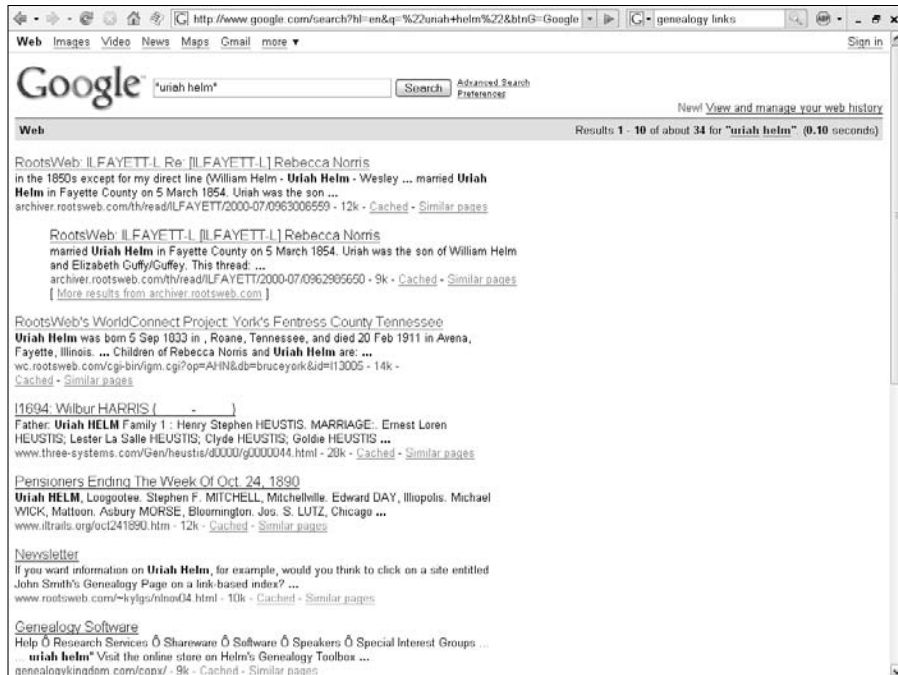 http://www.google.com/search?hl=en&q=%22uriah+helm%22&btnG=Google
G genealogy links
ABP
Web Images Video News Maps Gmail more ▼ Sign in
Google "uriah helm" Search Advanced Search
Preferences
New! View and manage your web history
Web Results 1 - 10 of about 34 for "uriah helm". (0.10 seconds)
RootsWeb: ILFAYETT-L Re: [ILFAYETT-L] Rebecca Norris
in the 1850s except for my direct line (William Helm - Uriah Helm - Wesley ... married Uriah
Helm in Fayette County on 5 March 1854. Uriah was the son ...
archiver.rootsweb.com/th/read/ILFAYETT/2000-07/0963006559 - 12k - Cached - Similar pages
RootsWeb: ILFAYETT-L [ILFAYETT-L] Rebecca Norris
married Uriah Helm in Fayette County on 5 March 1854. Uriah was the son of William Helm
and Elizabeth Guffy/Guffey. This thread: ...
archiver.rootsweb.com/th/read/ILFAYETT/2000-07/0962985650 - 9k - Cached - Similar pages
[ More results from archiver.rootsweb.com ]
RootsWeb's WorldConnect Project: York's Fentress County Tennessee
Uriah Helm was born 5 Sep 1833 in , Roane, Tennessee, and died 20 Feb 1911 in Avena,
Fayette, Illinois. ... Children of Rebecca Norris and Uriah Helm are: ...
wc.rootsweb.com/cgi-bin/igm.cgi?op=AHN&db=bruceyork&id=I13005 - 14k -
Cached - Similar pages
I1694: Wilbur HARRIS (____ - ____)
Father: Uriah HELM Family 1 : Henry Stephen HEUSTIS. MARRIAGE:. Ernest Loren
HEUSTIS; Lester La Salle HEUSTIS; Clyde HEUSTIS; Goldie HEUSTIS ...
www.three-systems.com/Gen/heustis/d0000/g0000044.html - 28k - Cached - Similar pages
Pensioners Ending The Week Of Oct. 24, 1890
Uriah HELM, Loogootee. Stephen F. MITCHELL, Mitchellville. Edward DAY, Illiopolis. Michael
WICK, Mattoon. Asbury MORSE, Bloomington. Jos. S. LUTZ, Chicago ...
www.iltrails.org/oct241890.htm - 12k - Cached - Similar pages
Newsletter
If you want information on Uriah Helm, for example, would you think to click on a site entitled
John Smith's Genealogy Page on a link-based index? ...
www.rootsweb.com/~kylgs/nlnov04.html - 10k - Cached - Similar pages
Genealogy Software
Help Ô Research Services Ô Shareware Ô Software Ô Speakers Ô Special Interest Groups ...
... uriah helm" Visit the online store on Helm's Genealogy Toolbox ...
genealogykingdom.com/copx/ - 9k - Cached - Similar pages